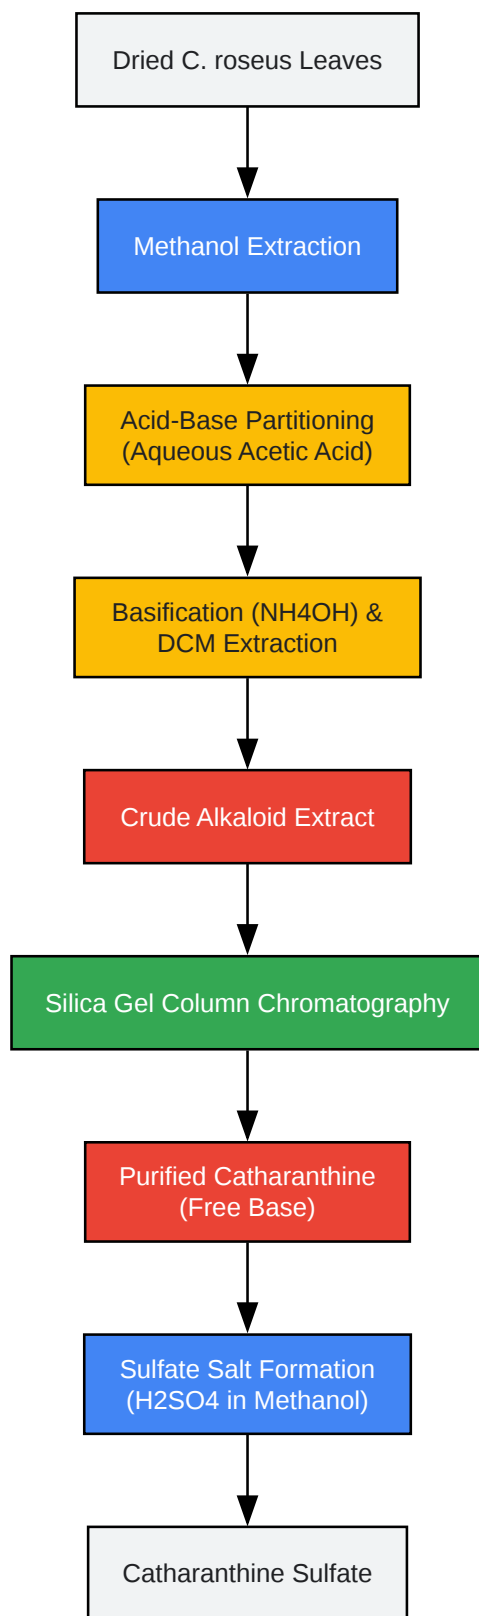 Dried C. roseus Leaves
Methanol Extraction
Acid-Base Partitioning
(Aqueous Acetic Acid)
Basification (NH4OH) &
DCM Extraction
Crude Alkaloid Extract
Silica Gel Column Chromatography
Purified Catharanthine
(Free Base)
Sulfate Salt Formation
(H2SO4 in Methanol)
Catharanthine Sulfate